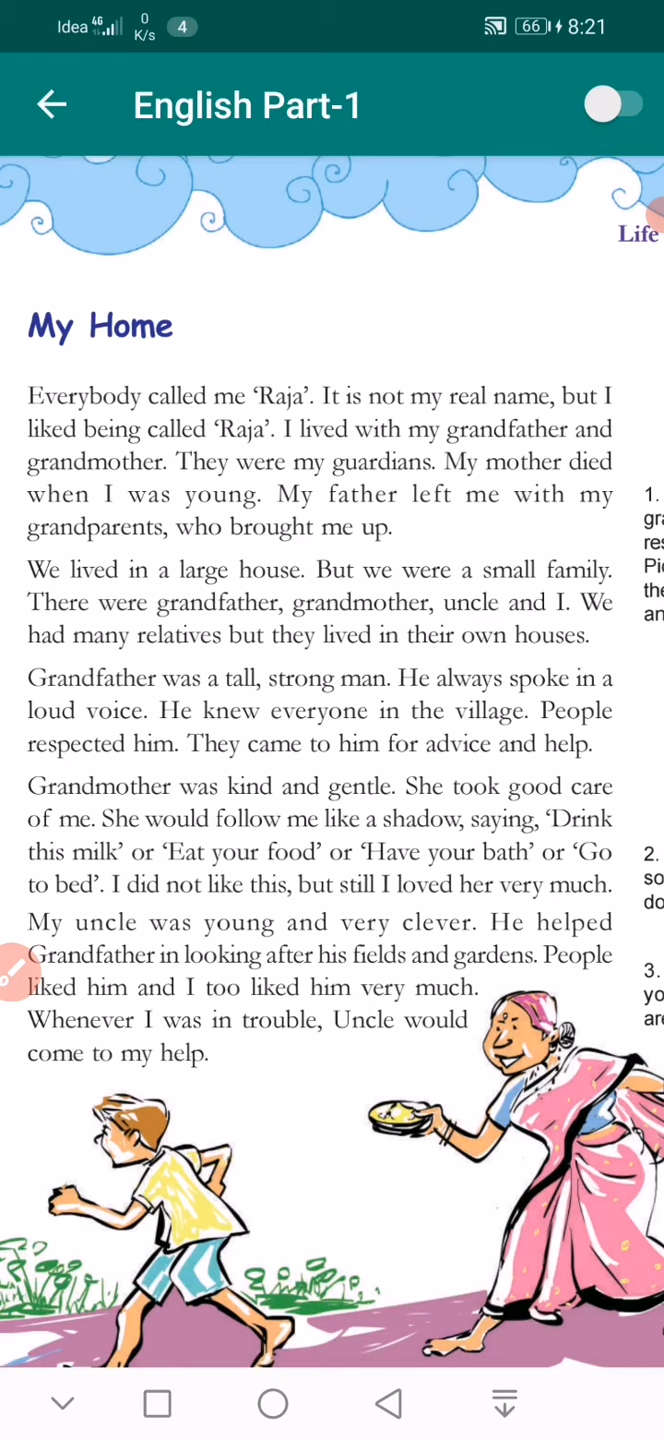 Idea 4G 0 K/s 4 66 8:21
English Part-1
Life
My Home
Everybody called me ‘Raja’. It is not my real name, but I
liked being called ‘Raja’. I lived with my grandfather and
grandmother. They were my guardians. My mother died
when I was young. My father left me with my
grandparents, who brought me up.
We lived in a large house. But we were a small family.
There were grandfather, grandmother, uncle and I. We
had many relatives but they lived in their own houses.
Grandfather was a tall, strong man. He always spoke in a
loud voice. He knew everyone in the village. People
respected him. They came to him for advice and help.
Grandmother was kind and gentle. She took good care
of me. She would follow me like a shadow, saying, ‘Drink
this milk’ or ‘Eat your food’ or ‘Have your bath’ or ‘Go
to bed’. I did not like this, but still I loved her very much.
My uncle was young and very clever. He helped
Grandfather in looking after his fields and gardens. People
liked him and I too liked him very much.
Whenever I was in trouble, Uncle would
come to my help.
1.
2.
so
do
3.